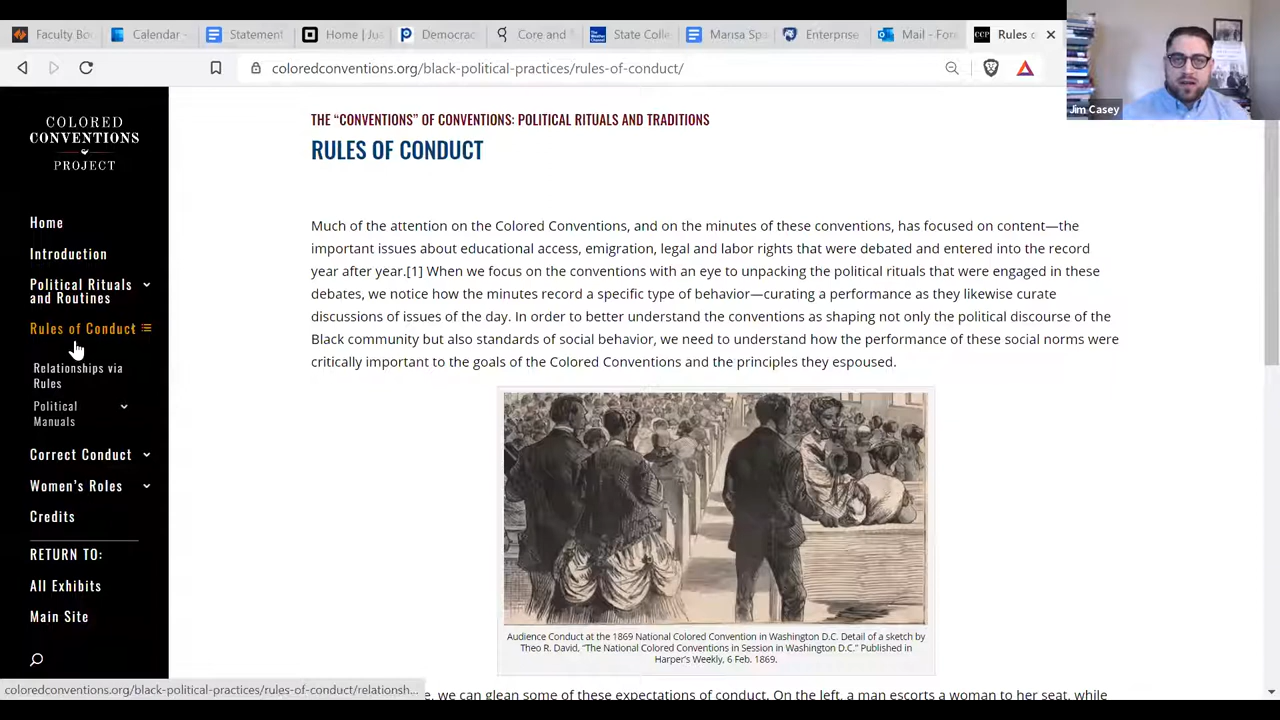 Faculty Bo
Calendar -
Statement
Home | Ju
Democrac
Core and
State Colle
Marisa Spa
Enterprise
Mail - Fore
CCP
Rules o
coloredconventions.org/black-political-practices/rules-of-conduct/
Jim Casey
COLORED
CONVENTIONS
PROJECT
Home
Introduction
Political Rituals
and Routines
Rules of Conduct
Relationships via
Rules
Political
Manuals
Correct Conduct
Women's Roles
Credits
RETURN TO:
All Exhibits
Main Site
THE “CONVENTIONS” OF CONVENTIONS: POLITICAL RITUALS AND TRADITIONS
RULES OF CONDUCT
Much of the attention on the Colored Conventions, and on the minutes of these conventions, has focused on content—the
important issues about educational access, emigration, legal and labor rights that were debated and entered into the record
year after year.[1] When we focus on the conventions with an eye to unpacking the political rituals that were engaged in these
debates, we notice how the minutes record a specific type of behavior—curating a performance as they likewise curate
discussions of issues of the day. In order to better understand the conventions as shaping not only the political discourse of the
Black community but also standards of social behavior, we need to understand how the performance of these social norms were
critically important to the goals of the Colored Conventions and the principles they espoused.
Audience Conduct at the 1869 National Colored Convention in Washington D.C. Detail of a sketch by
Theo R. David, “The National Colored Conventions in Session in Washington D.C.” Published in
Harper's Weekly, 6 Feb. 1869.
e, we can glean some of these expectations of conduct. On the left, a man escorts a woman to her seat, while
coloredconventions.org/black-political-practices/rules-of-conduct/relationsh...